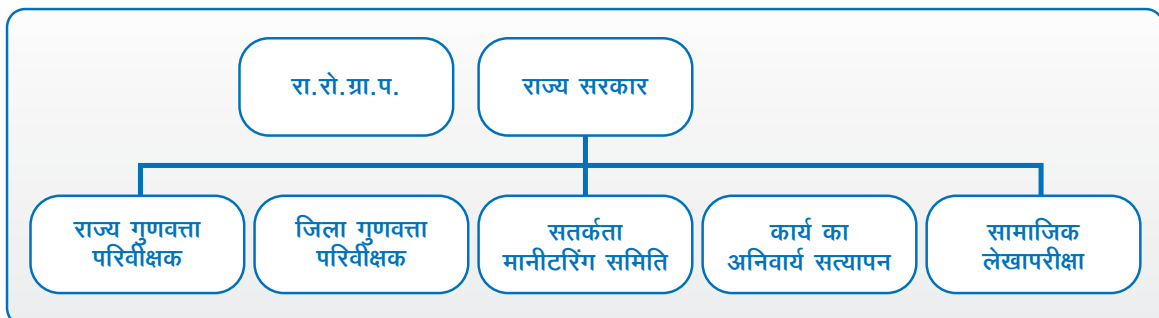 रा.रो.ग्रा.प.
राज्य सरकार
राज्य गुणवत्ता
परिवीक्षक
जिला गुणवत्ता
परिवीक्षक
सतर्कता
मानीटरिंग समिति
कार्य का
अनिवार्य सत्यापन
सामाजिक
लेखापरीक्षा